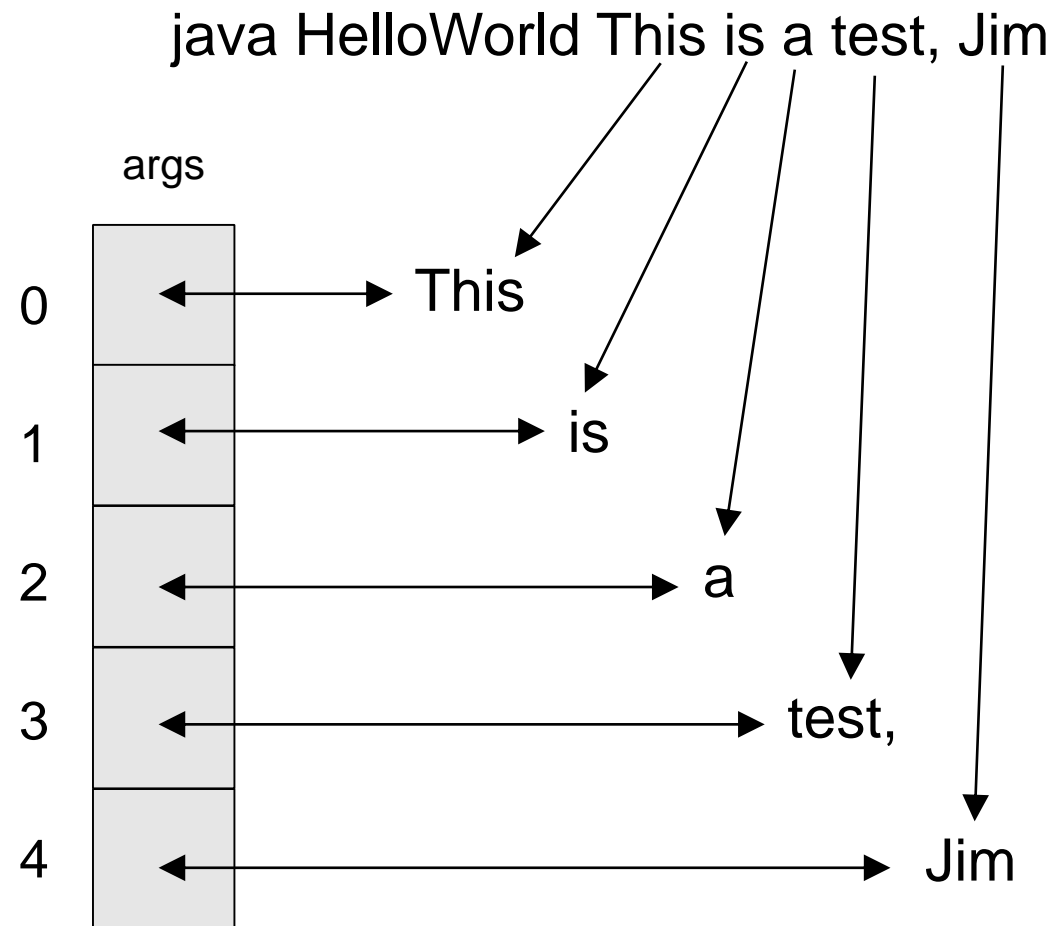 java HelloWorld This is a test, Jim
args
0 This
1 is
2 a
3 test,
4 Jim